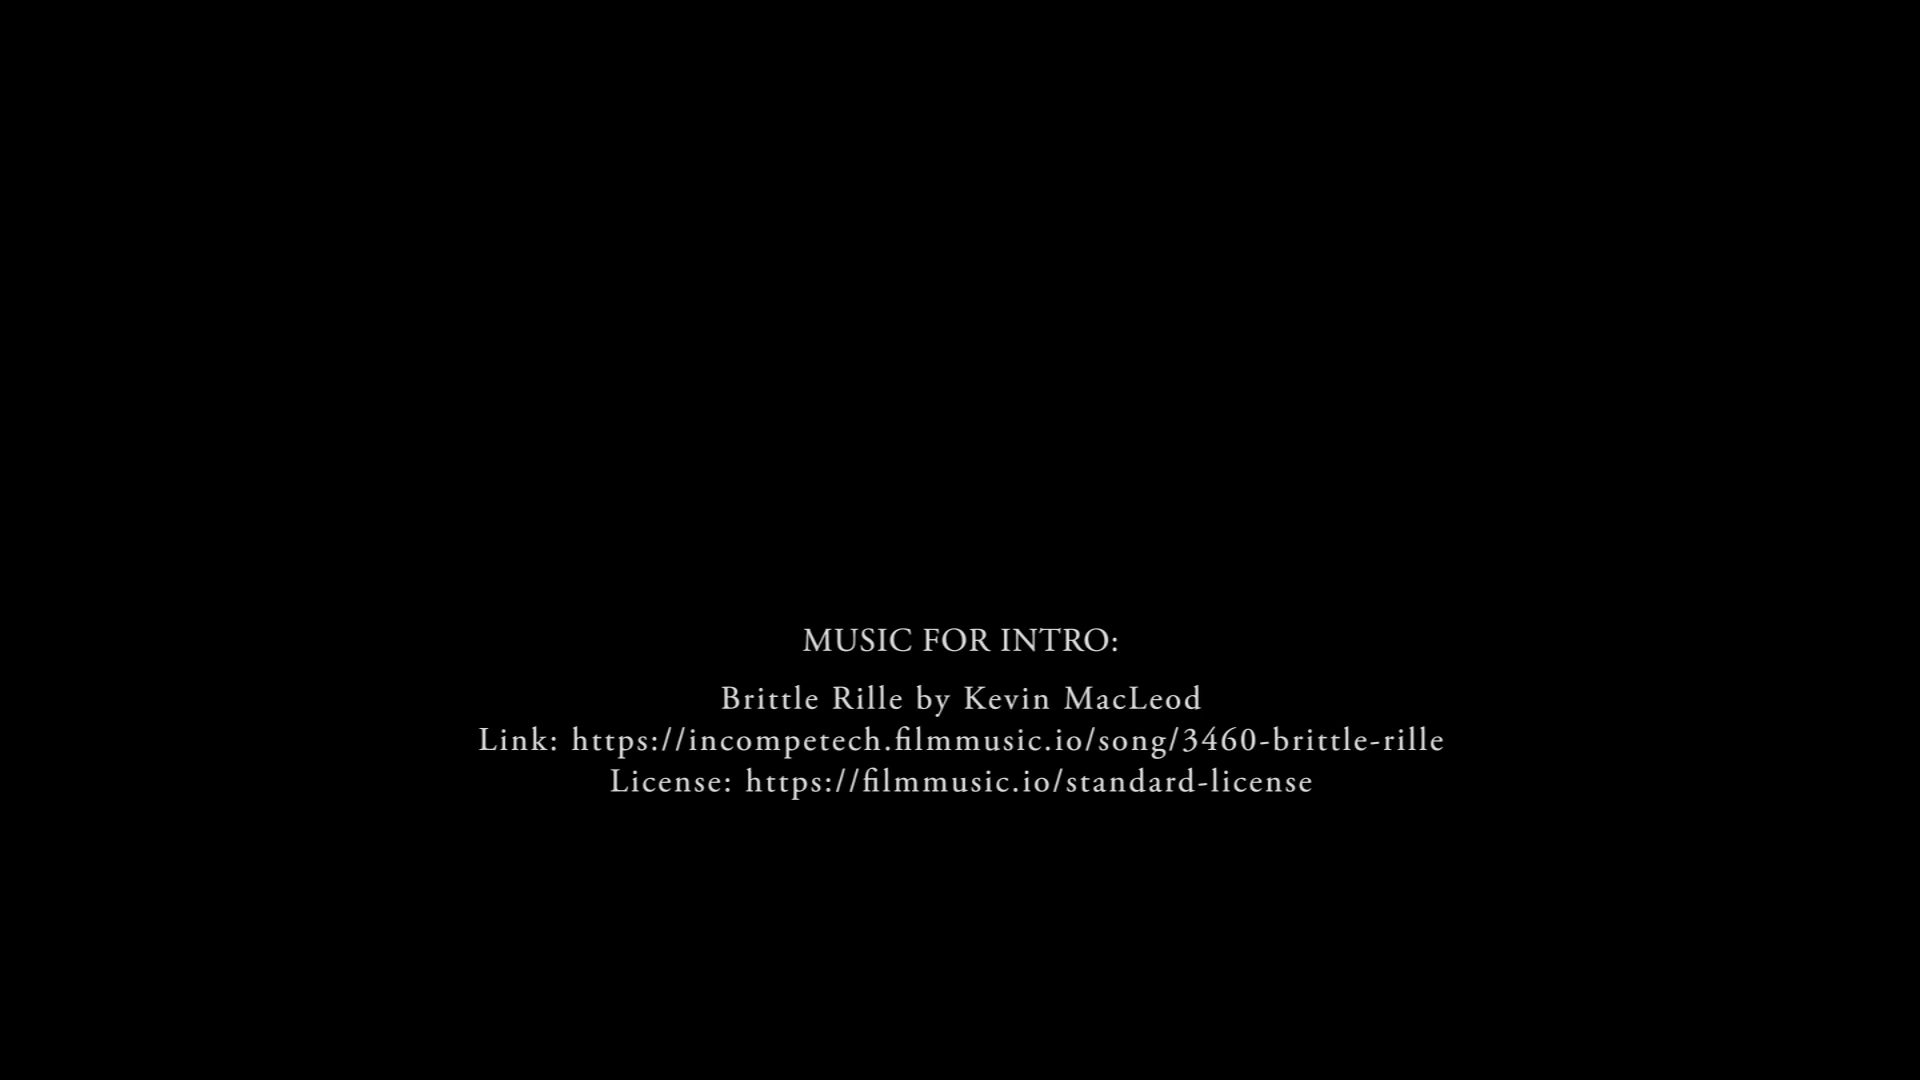 MUSIC FOR INTRO:
Brittle Rille by Kevin MacLeod
Link: https://incompetech.filmmusic.io/song/3460-brittle-rille
License: https://filmmusic.io/standard-license